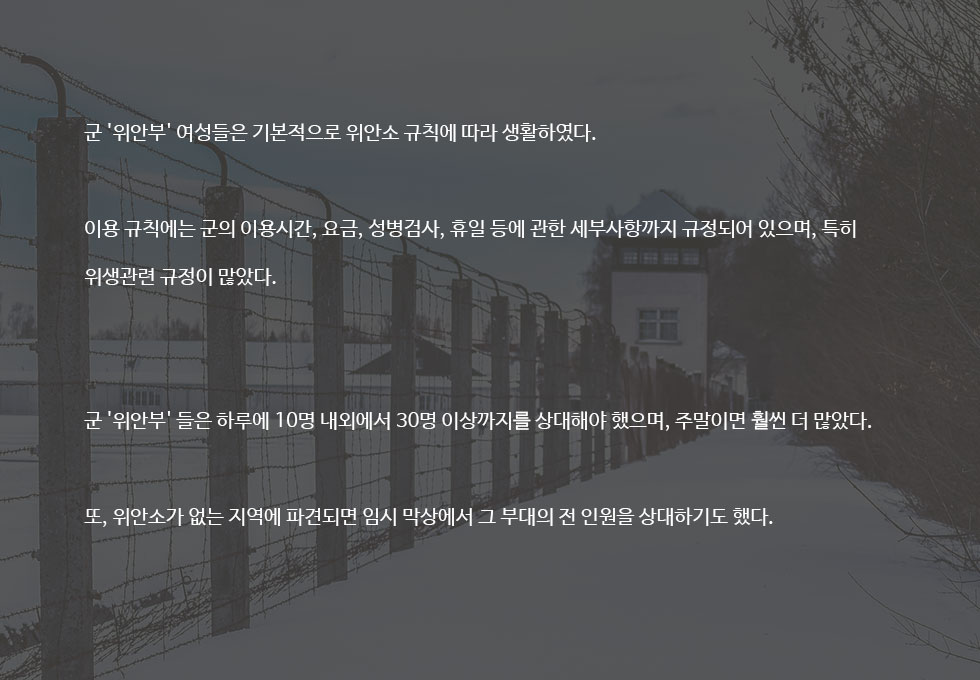 군 '위안부' 여성들은 기본적으로 위안소 규칙에 따라 생활하였다.
이용 규칙에는 군의 이용시간, 요금, 성병검사, 휴일 등에 관한 세부사항까지 규정되어 있으며, 특히
위생관련 규정이 많았다.
군 '위안부' 들은 하루에 10명 내외에서 30명 이상까지를 상대해야 했으며, 주말이면 훨씬 더 많았다.
또, 위안소가 없는 지역에 파견되면 임시 막상에서 그 부대의 전 인원을 상대하기도 했다.